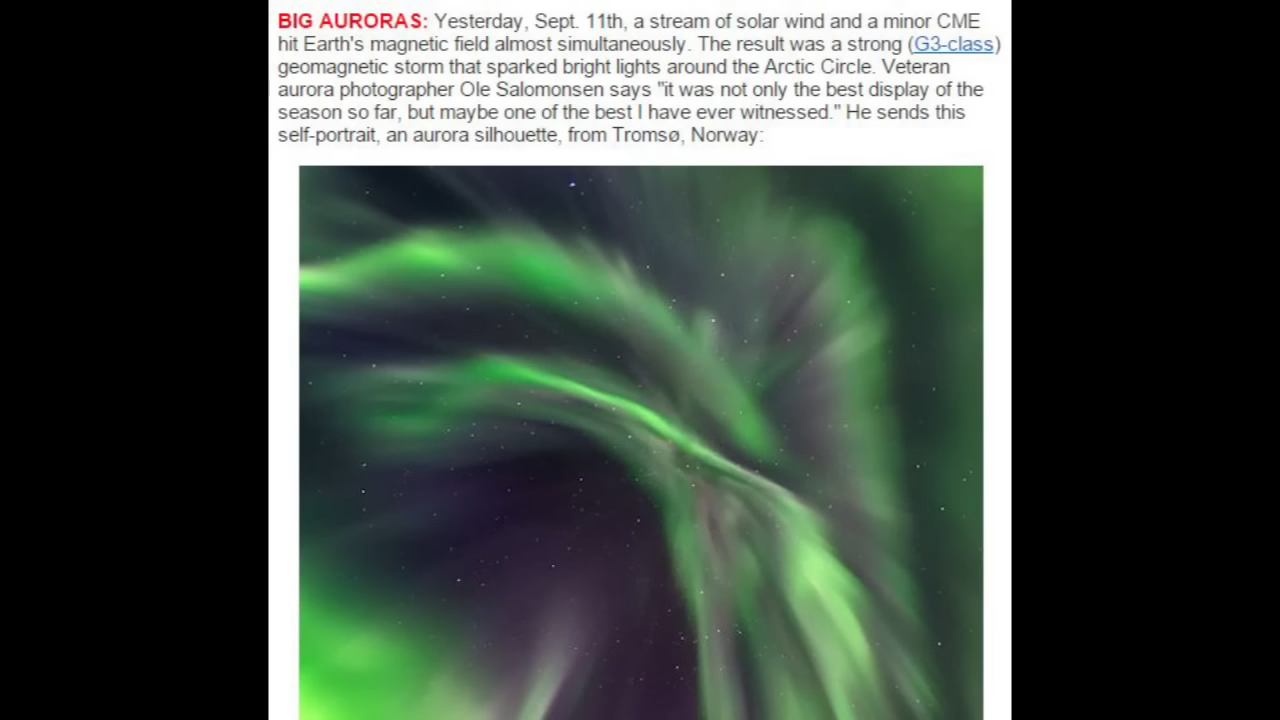 BIG AURORAS: Yesterday, Sept. 11th, a stream of solar wind and a minor CME
hit Earth's magnetic field almost simultaneously. The result was a strong (G3-class)
geomagnetic storm that sparked bright lights around the Arctic Circle. Veteran
aurora photographer Ole Salomonsen says "it was not only the best display of the
season so far, but maybe one of the best I have ever witnessed." He sends this
self-portrait, an aurora silhouette, from Tromsø, Norway: